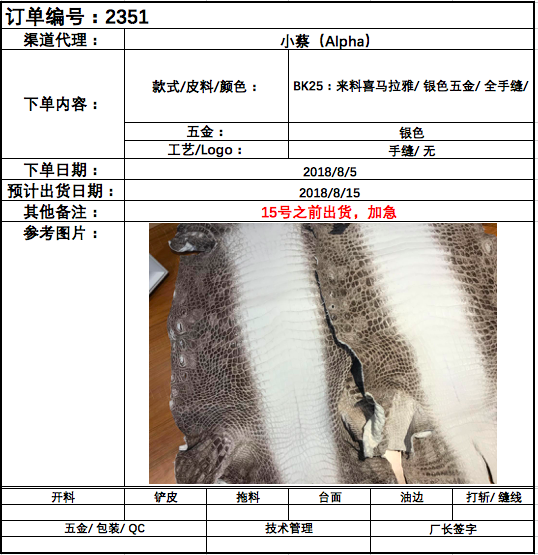 订单编号：2351
渠道代理：
小蔡（Alpha）
下单内容：
款式/皮料/颜色：
BK25：来料喜马拉雅/ 银色五金/ 全手缝/
五金：
银色
工艺/Logo：
手缝/ 无
下单日期：
2018/8/5
预计出货日期：
2018/8/15
其他备注：
15号之前出货，加急
参考图片：
开料
铲皮
拖料
台面
油边
打斩/ 缝线
五金/ 包装/ QC
技术管理
厂长签字